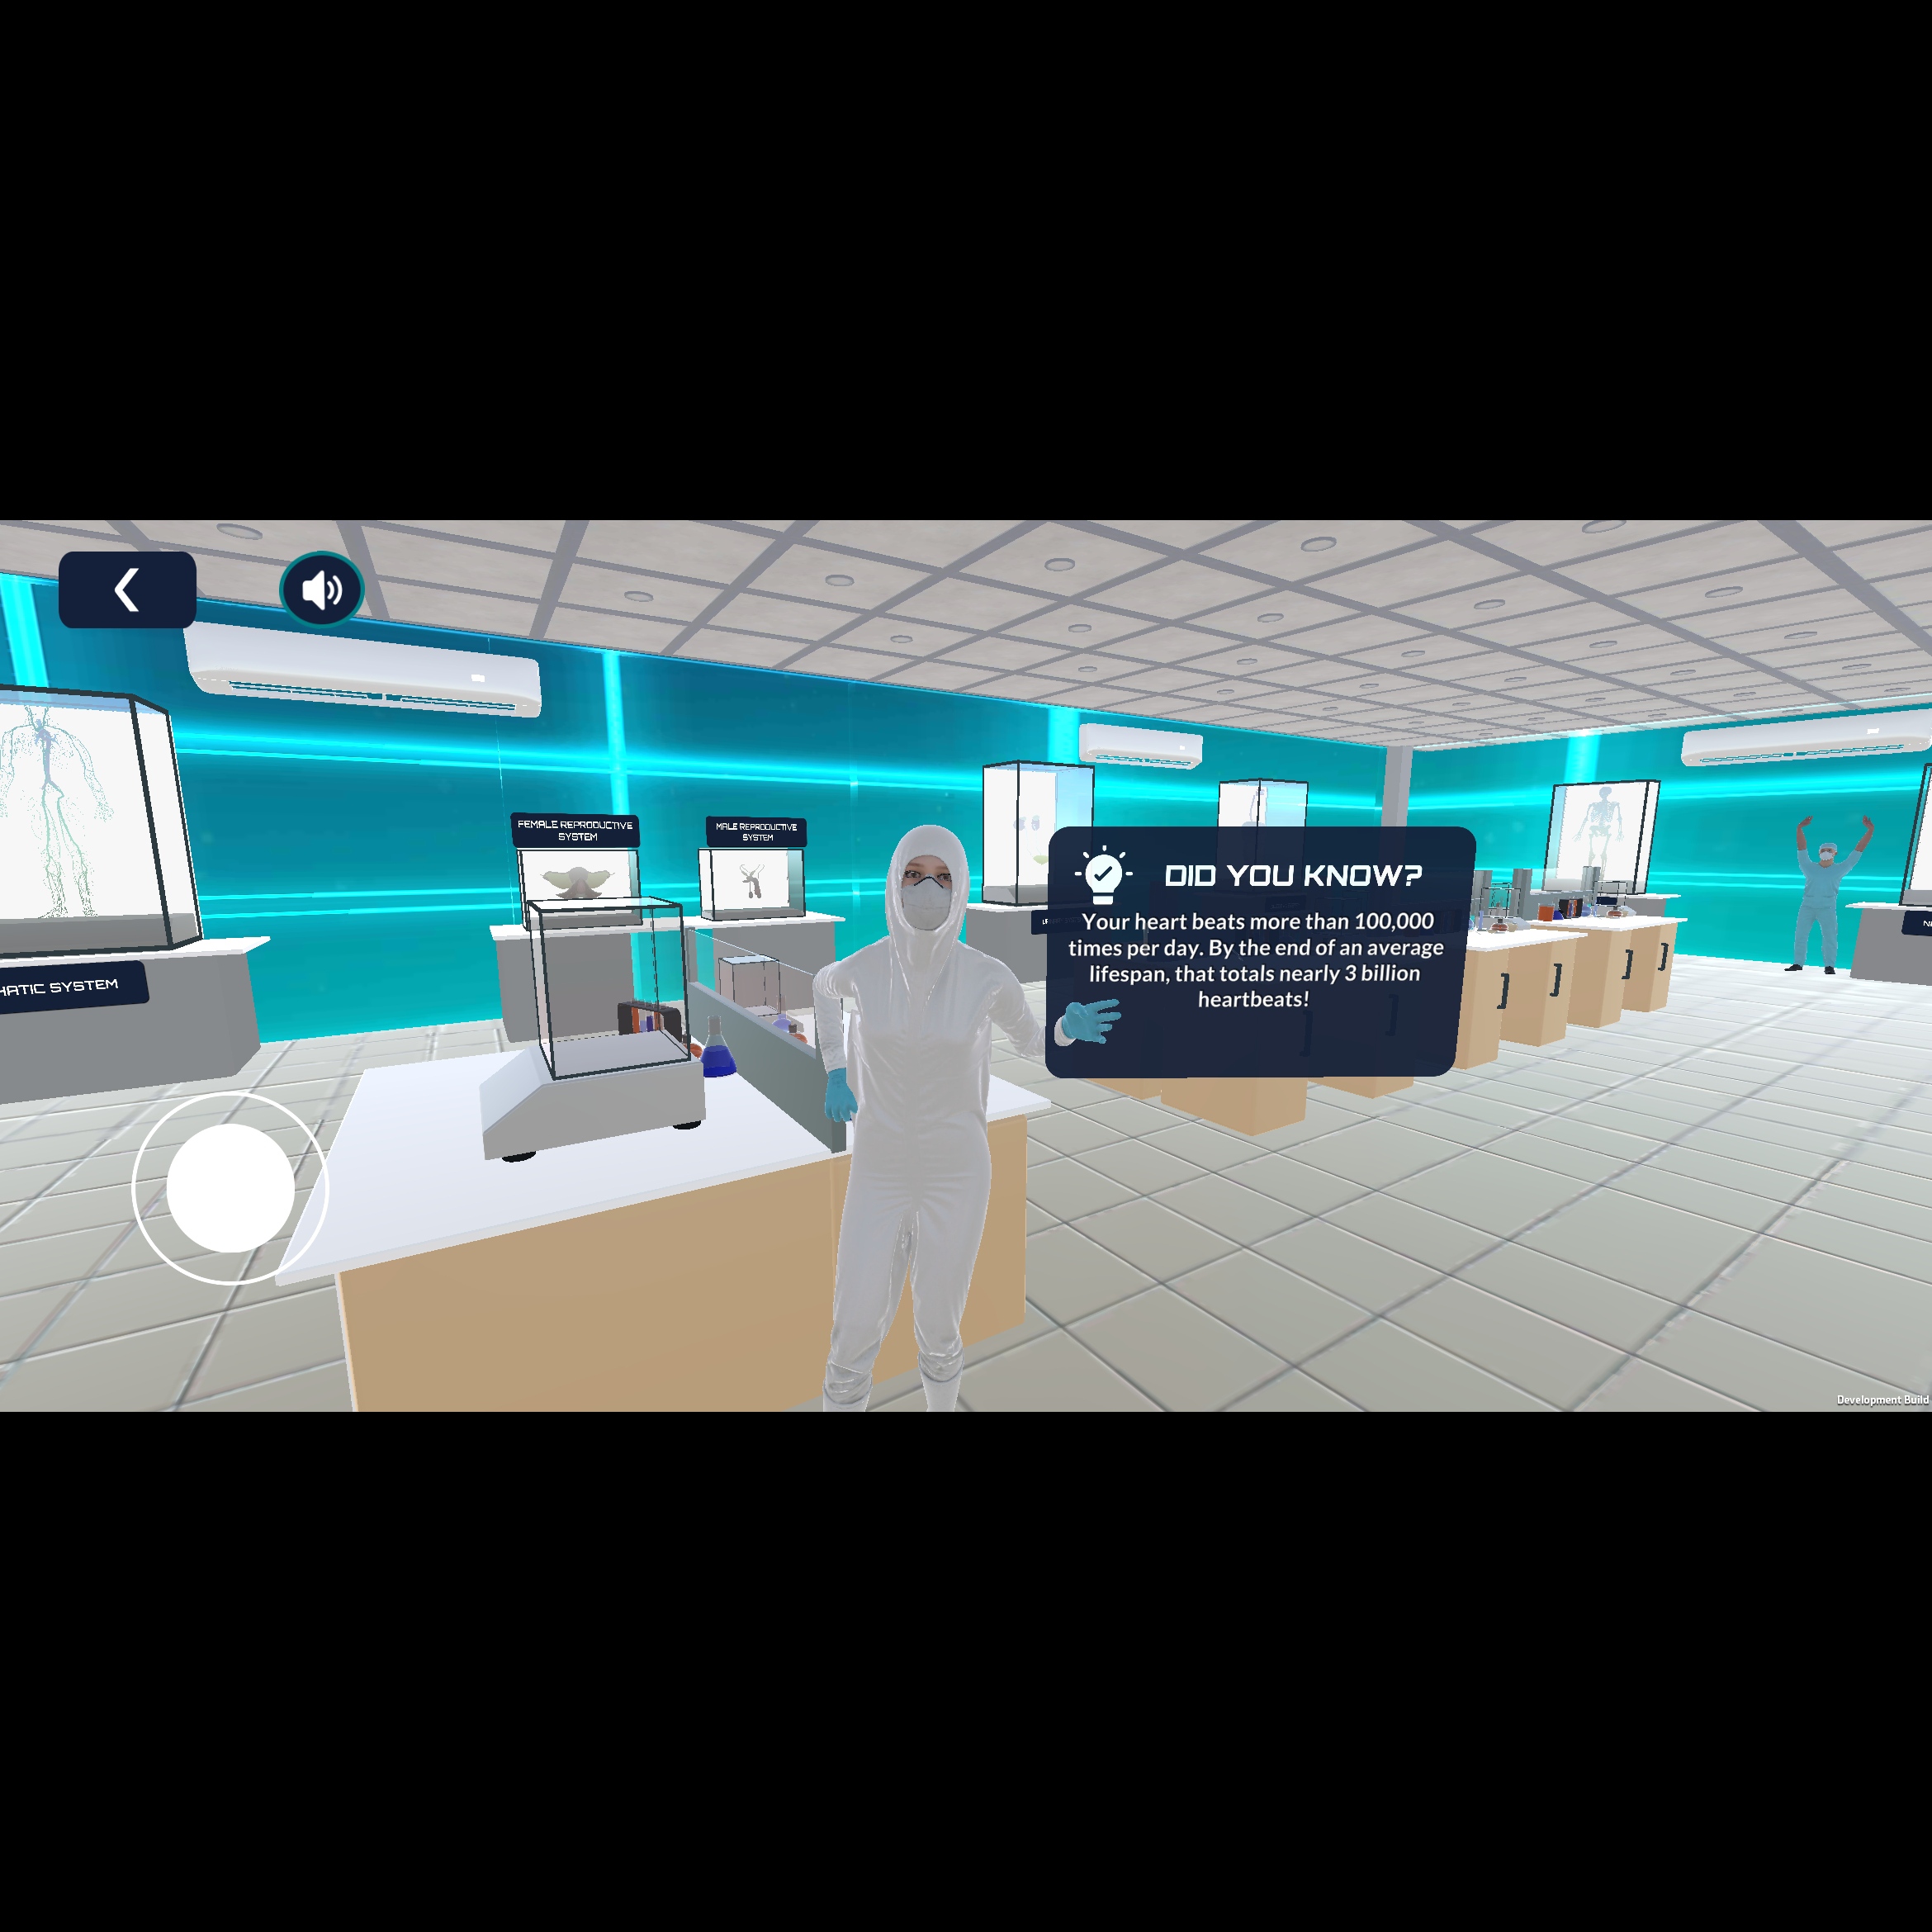 FEMALE REPRODUCTIVE
SYSTEM
MALE REPRODUCTIVE
SYSTEM
DID YOU KNOW?
Your heart beats more than 100,000
times per day. By the end of an average
lifespan, that totals nearly 3 billion
heartbeats!
SYSTEM
Development Build